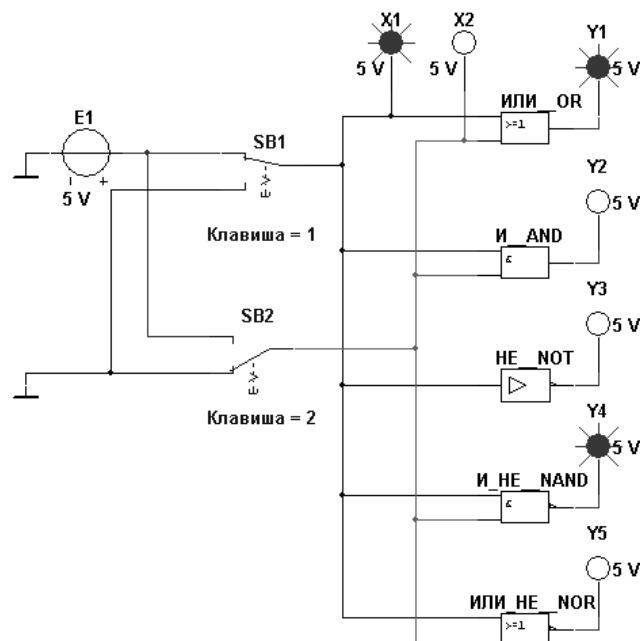 X1
X2
Y1
5 V
5 V
5 V
ИЛИ__OR
>=1
E1
SB1
5 V
Y2
Клавиша = 1
И__AND
&
5 V
Y3
SB2
НЕ__NOT
5 V
Клавиша = 2
Y4
5 V
И_НЕ__NAND
&
Y5
5 V
ИЛИ_НЕ__NOR
>=1